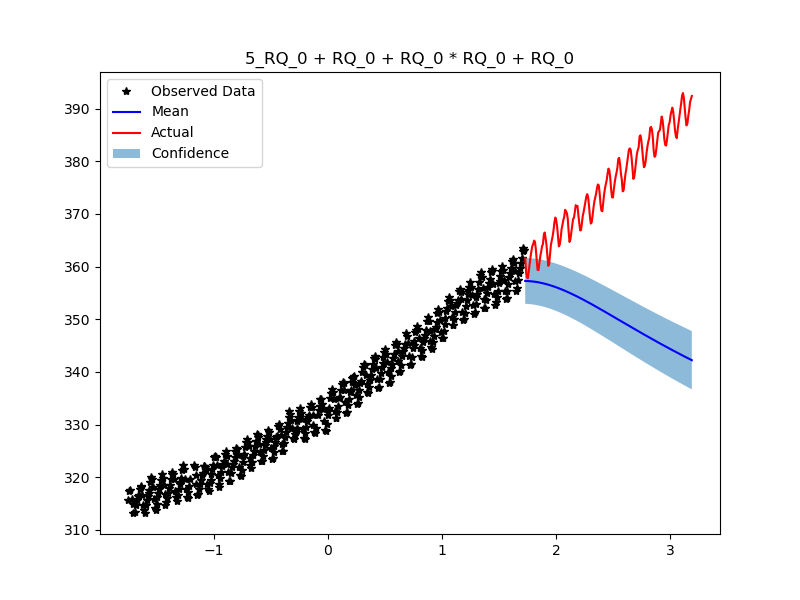 5_RQ_0 + RQ_0 + RQ_0 * RQ_0 + RQ_0
Observed Data
Mean
Actual
Confidence
390
380
370
360
350
340
330
320
310
−1
0
1
2
3